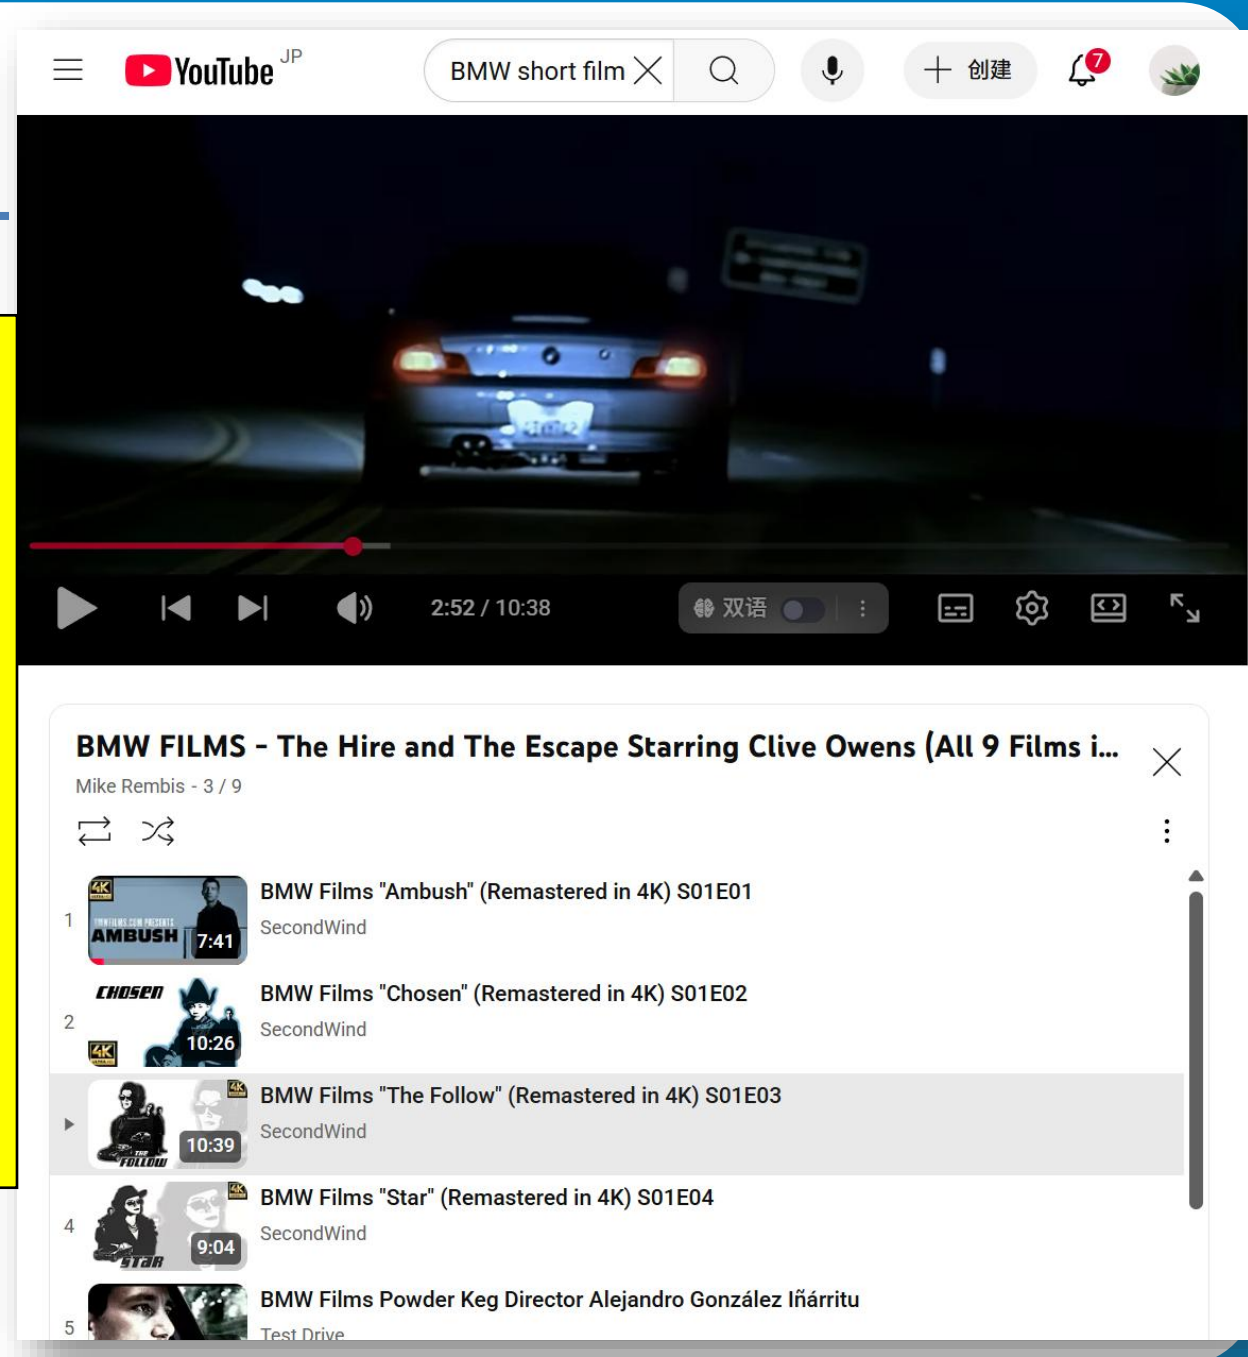 YouTube JP
BMW short film
创建
7
2:52 / 10:38
双语
BMW FILMS - The Hire and The Escape Starring Clive Owens (All 9 Films i...
Mike Rembis - 3 / 9
1
4K
AMBUSH
7:41
BMW Films "Ambush" (Remastered in 4K) S01E01
SecondWind
2
CHOSEN
4K
10:26
BMW Films "Chosen" (Remastered in 4K) S01E02
SecondWind
4K
THE
FOLLOW
10:39
BMW Films "The Follow" (Remastered in 4K) S01E03
SecondWind
4
4K
STAR
9:04
BMW Films "Star" (Remastered in 4K) S01E04
SecondWind
5
BMW Films Powder Keg Director Alejandro González Iñárritu
Test Drive